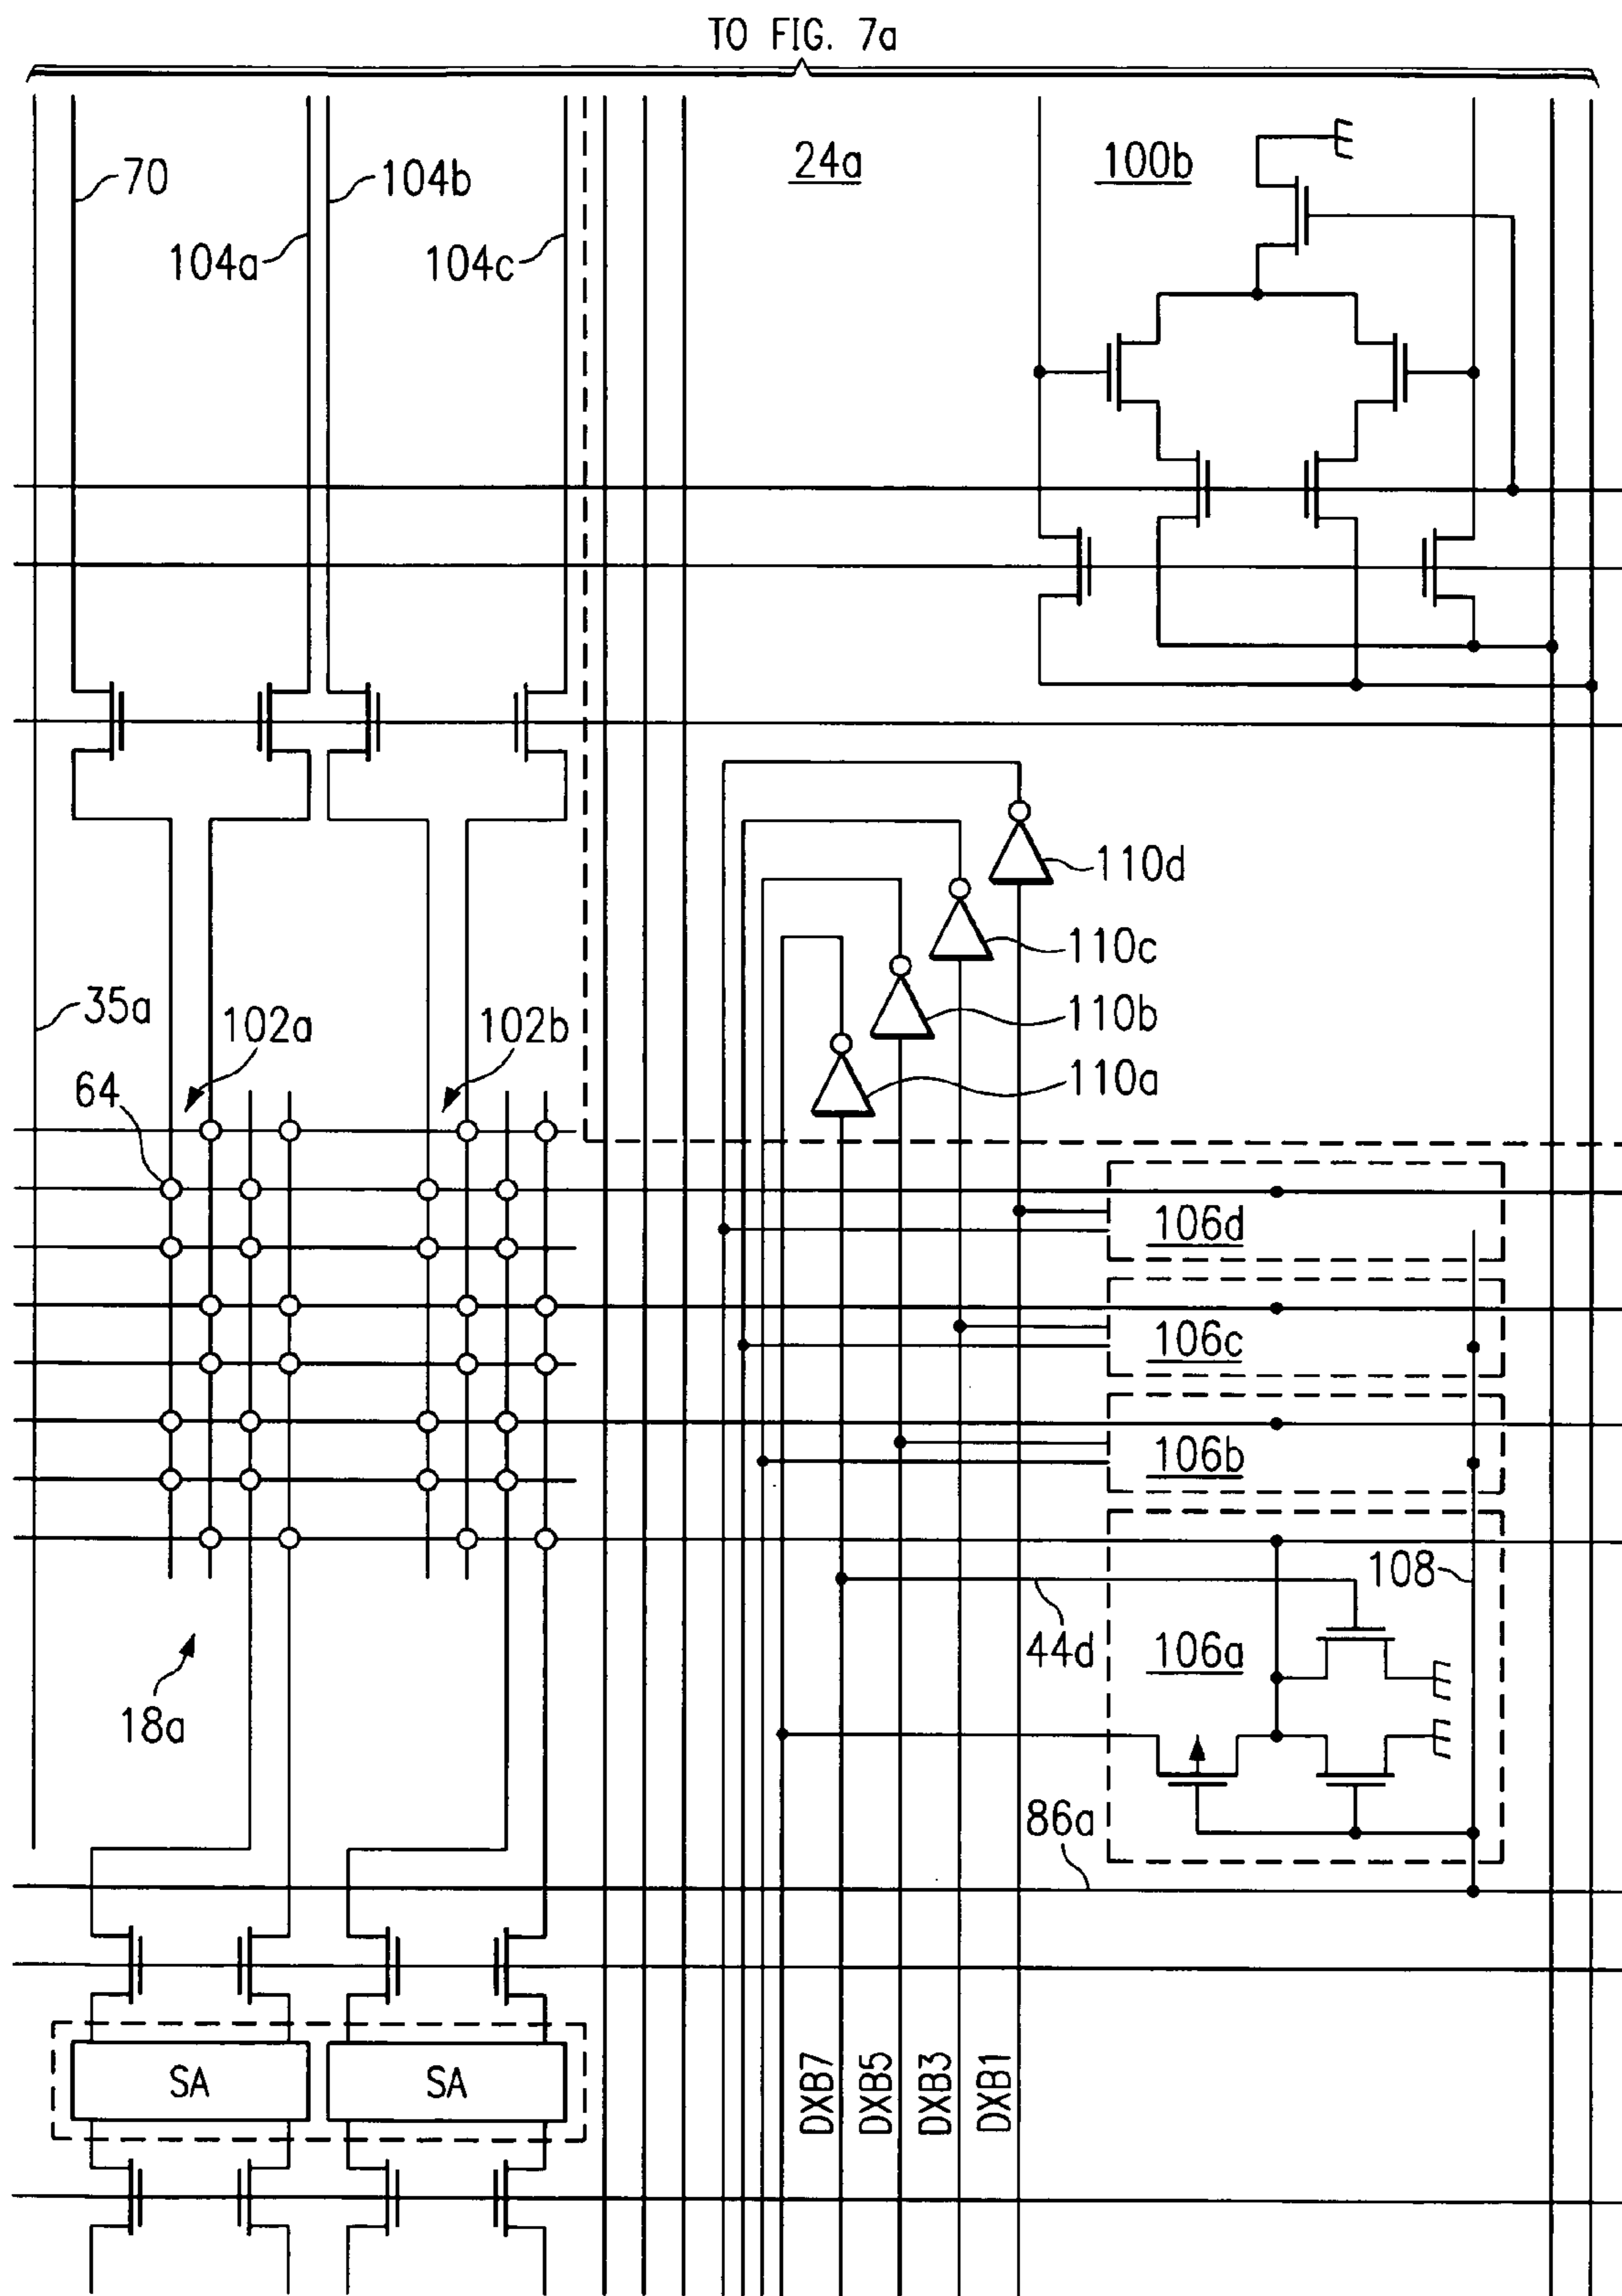 TO FIG. 7a
70
104b
24a
100b
104a
104c
110d
110c
35a
102a
102b
110b
64
110a
106d
106c
106b
108
44d
106a
18a
86a
SA
SA
DXB7
DXB5
DXB3
DXB1